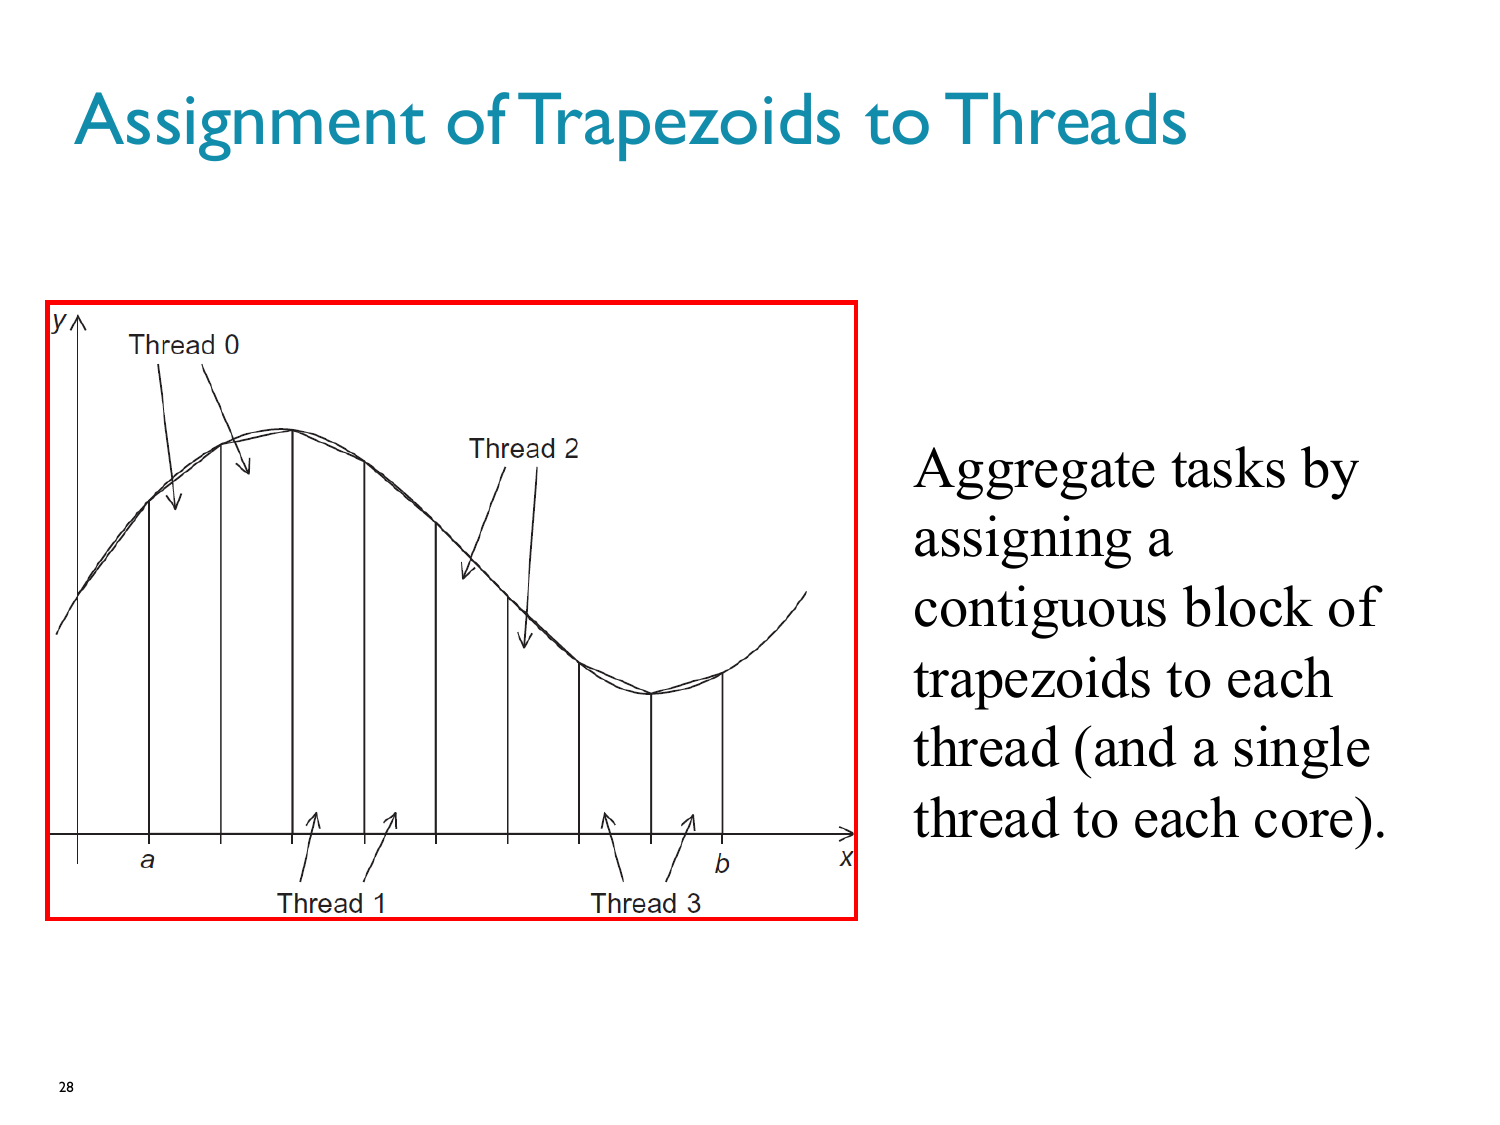 Assignment of Trapezoids to Threads
y
Thread 0
Thread 2
a
b
x
Thread 1
Thread 3
Aggregate tasks by
assigning a
contiguous block of
trapezoids to each
thread (and a single
thread to each core).
28